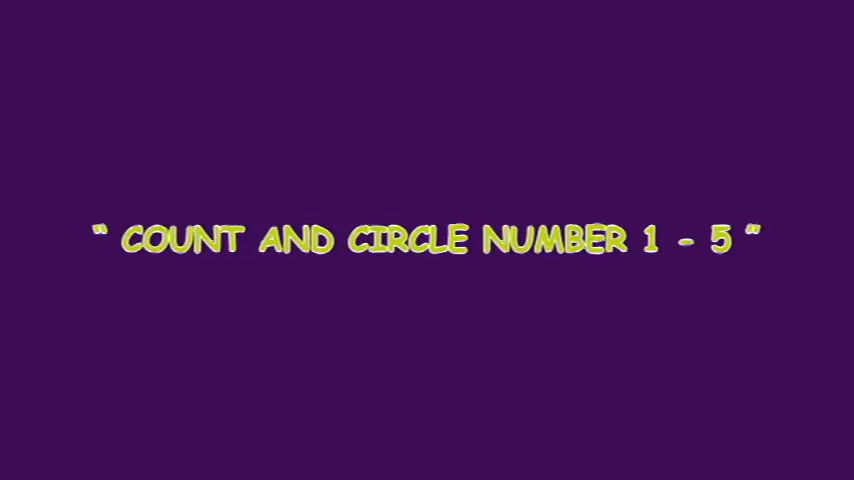 “ COUNT AND CIRCLE NUMBER 1 - 5 ”